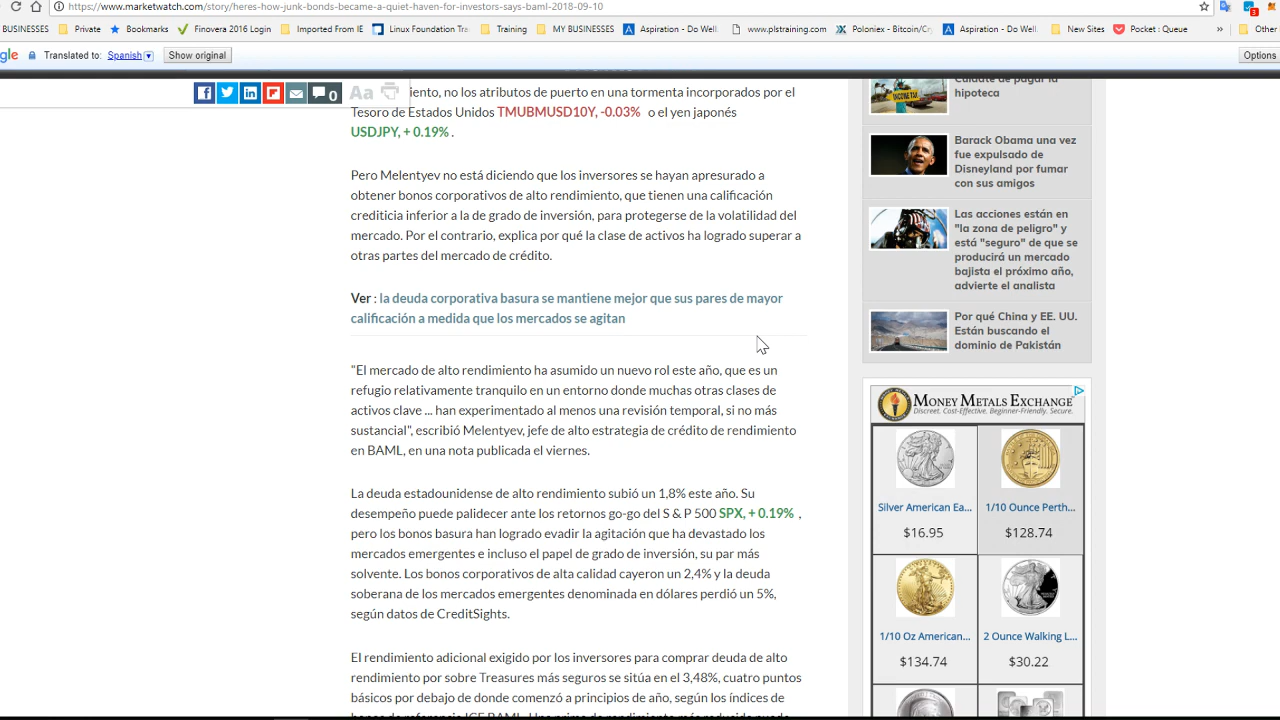 https://www.marketwatch.com/story/heres-how-junk-bonds-became-a-quiet-haven-for-investors-says-baml-2018-09-10
BUSINESSES Private Bookmarks Finovera 2016 Login Imported From IE Linux Foundation Tra Training MY BUSINESSES Aspiration - Do Well. www.plstraining.com Poloniex - Bitcoin/Cr Aspiration - Do Well. New Sites Pocket : Queue » Other
gle Translated to: Spanish Show original Options
0 Aa
iento, no los atributos de puerto en una tormenta incorporados por el
Tesoro de Estados Unidos TMUBMUSD10Y, -0.03% o el yen japonés
USDJPY, + 0.19% .
Pero Melentyev no está diciendo que los inversores se hayan apresurado a
obtener bonos corporativos de alto rendimiento, que tienen una calificación
crediticia inferior a la de grado de inversión, para protegerse de la volatilidad del
mercado. Por el contrario, explica por qué la clase de activos ha logrado superar a
otras partes del mercado de crédito.
Ver : la deuda corporativa basura se mantiene mejor que sus pares de mayor
calificación a medida que los mercados se agitan
"El mercado de alto rendimiento ha asumido un nuevo rol este año, que es un
refugio relativamente tranquilo en un entorno donde muchas otras clases de
activos clave ... han experimentado al menos una revisión temporal, si no más
sustancial", escribió Melentyev, jefe de alto estrategia de crédito de rendimiento
en BAML, en una nota publicada el viernes.
La deuda estadounidense de alto rendimiento subió un 1,8% este año. Su
desempeño puede palidecer ante los retornos go-go del S & P 500 SPX, + 0.19% ,
pero los bonos basura han logrado evadir la agitación que ha devastado los
mercados emergentes e incluso el papel de grado de inversión, su par más
solvente. Los bonos corporativos de alta calidad cayeron un 2,4% y la deuda
soberana de los mercados emergentes denominada en dólares perdió un 5%,
según datos de CreditSights.
El rendimiento adicional exigido por los inversores para comprar deuda de alto
rendimiento por sobre Treasures más seguros se sitúa en el 3,48%, cuatro puntos
básicos por debajo de donde comenzó a principios de año, según los índices de
Cuidate de pagar la
hipoteca
INCOME TAX
Barack Obama una vez
fue expulsado de
Disneyland por fumar
con sus amigos
Las acciones están en
"la zona de peligro" y
está "seguro" de que se
producirá un mercado
bajista el próximo año,
advierte el analista
Por qué China y EE. UU.
Están buscando el
dominio de Pakistán
MONEY METALS EXCHANGE
Discreet. Cost-Effective. Beginner-Friendly. Secure.
Silver American Ea...
$16.95
1/10 Ounce Perth...
$128.74
1/10 Oz American...
$134.74
2 Ounce Walking L...
$30.22